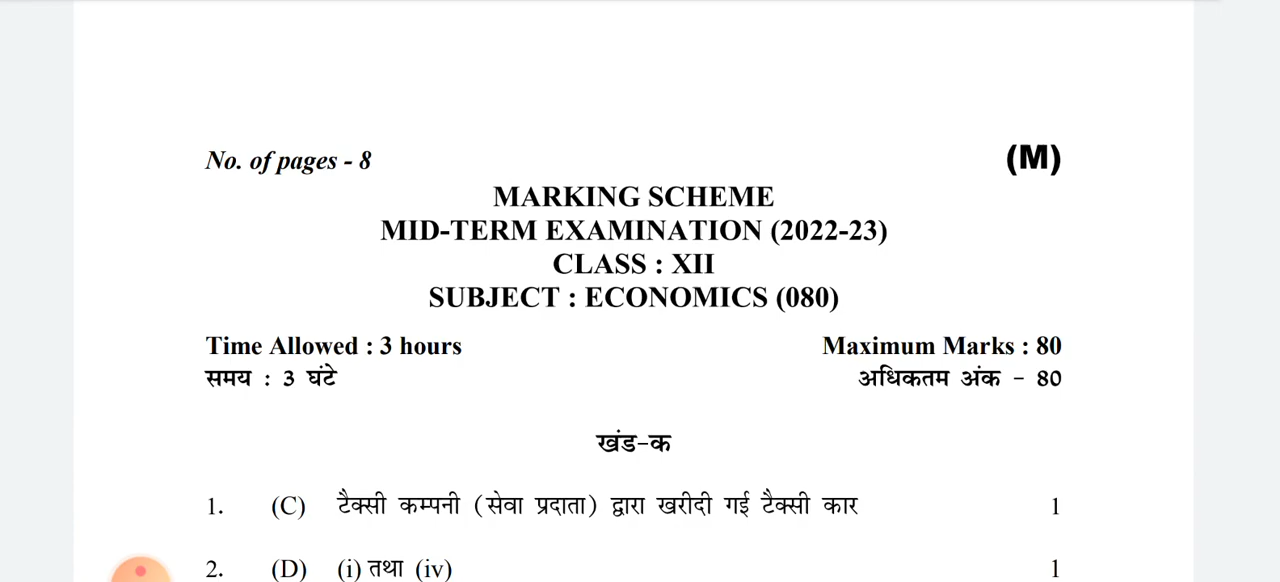 No. of pages - 8 (M)
MARKING SCHEME
MID-TERM EXAMINATION (2022-23)
CLASS : XII
SUBJECT : ECONOMICS (080)
Time Allowed : 3 hours Maximum Marks : 80
समय : 3 घंटे अधिकतम अंक - 80
खंड-क
1. (C) टैक्सी कम्पनी (सेवा प्रदाता) द्वारा खरीदी गई टैक्सी कार 1
2. (D) (i) तथा (iv) 1